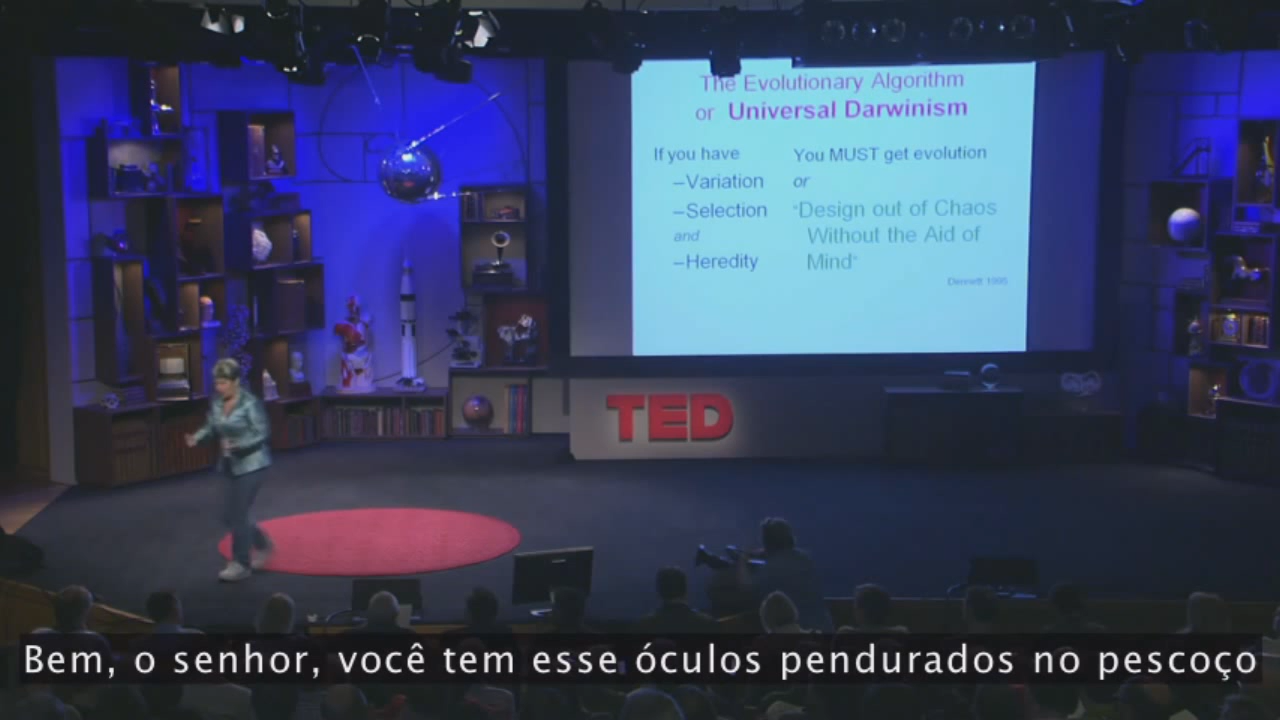 The Evolutionary Algorithm
or Universal Darwinism
If you have
–Variation
–Selection
and
–Heredity
You MUST get evolution
or
"Design out of Chaos
Without the Aid of
Mind"
Dennett 1995
TED
Bem, o senhor, você tem esse óculos pendurados no pescoço